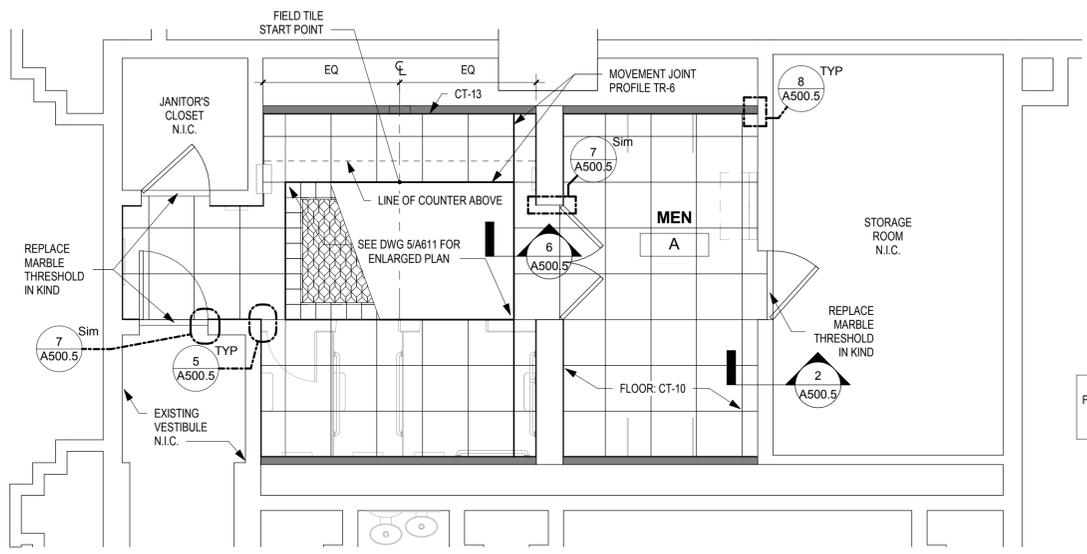 FIELD TILE
START POINT
EQ
CL
EQ
CT-13
MOVEMENT JOINT
PROFILE TR-6
8
A500.5
TYP
JANITOR'S
CLOSET
N.I.C.
7
A500.5
Sim
LINE OF COUNTER ABOVE
MEN
A
STORAGE
ROOM
N.I.C.
REPLACE
MARBLE
THRESHOLD
IN KIND
SEE DWG 5/A611 FOR
ENLARGED PLAN
6
A500.5
REPLACE
MARBLE
THRESHOLD
IN KIND
7
A500.5
Sim
5
A500.5
TYP
2
A500.5
FLOOR: CT-10
EXISTING
VESTIBULE
N.I.C.